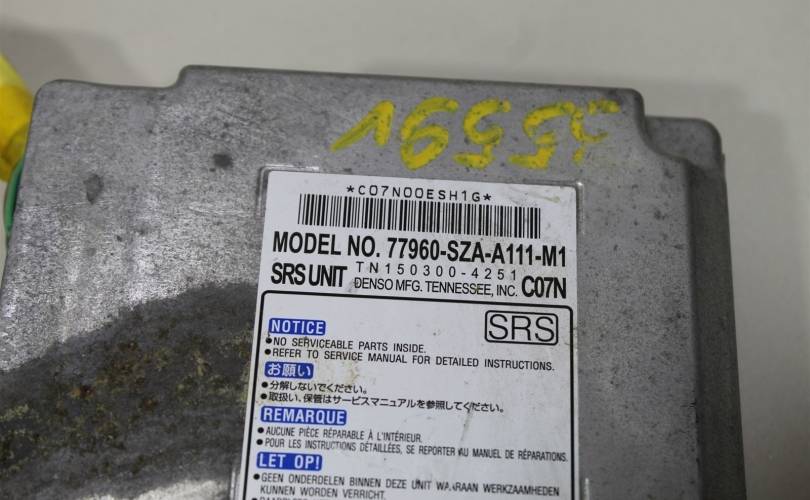 *C07N00ESH1G*
MODEL NO. 77960-SZA-A111-M1
TN150300-4251
SRS UNIT DENSO MFG. TENNESSEE, INC. C07N
NOTICE
SRS
●NO SERVICEABLE PARTS INSIDE.
●REFER TO SERVICE MANUAL FOR DETAILED INSTRUCTIONS.
お願い
●分解しないでください。
●取扱い、保管はサービスマニュアルを参照してください。
REMARQUE
●AUCUNE PIÈCE RÉPARABLE À L'INTÉRIEUR.
●POUR LES INSTRUCTIONS DÉTAILLÉES, SE REPORTER AU MANUEL DE RÉPARATIONS.
LET OP!
●GEEN ONDERDELEN BINNEN DEZE UNIT WAARAAN WERKZAAMHEDEN
KUNNEN WORDEN VERRICHT.